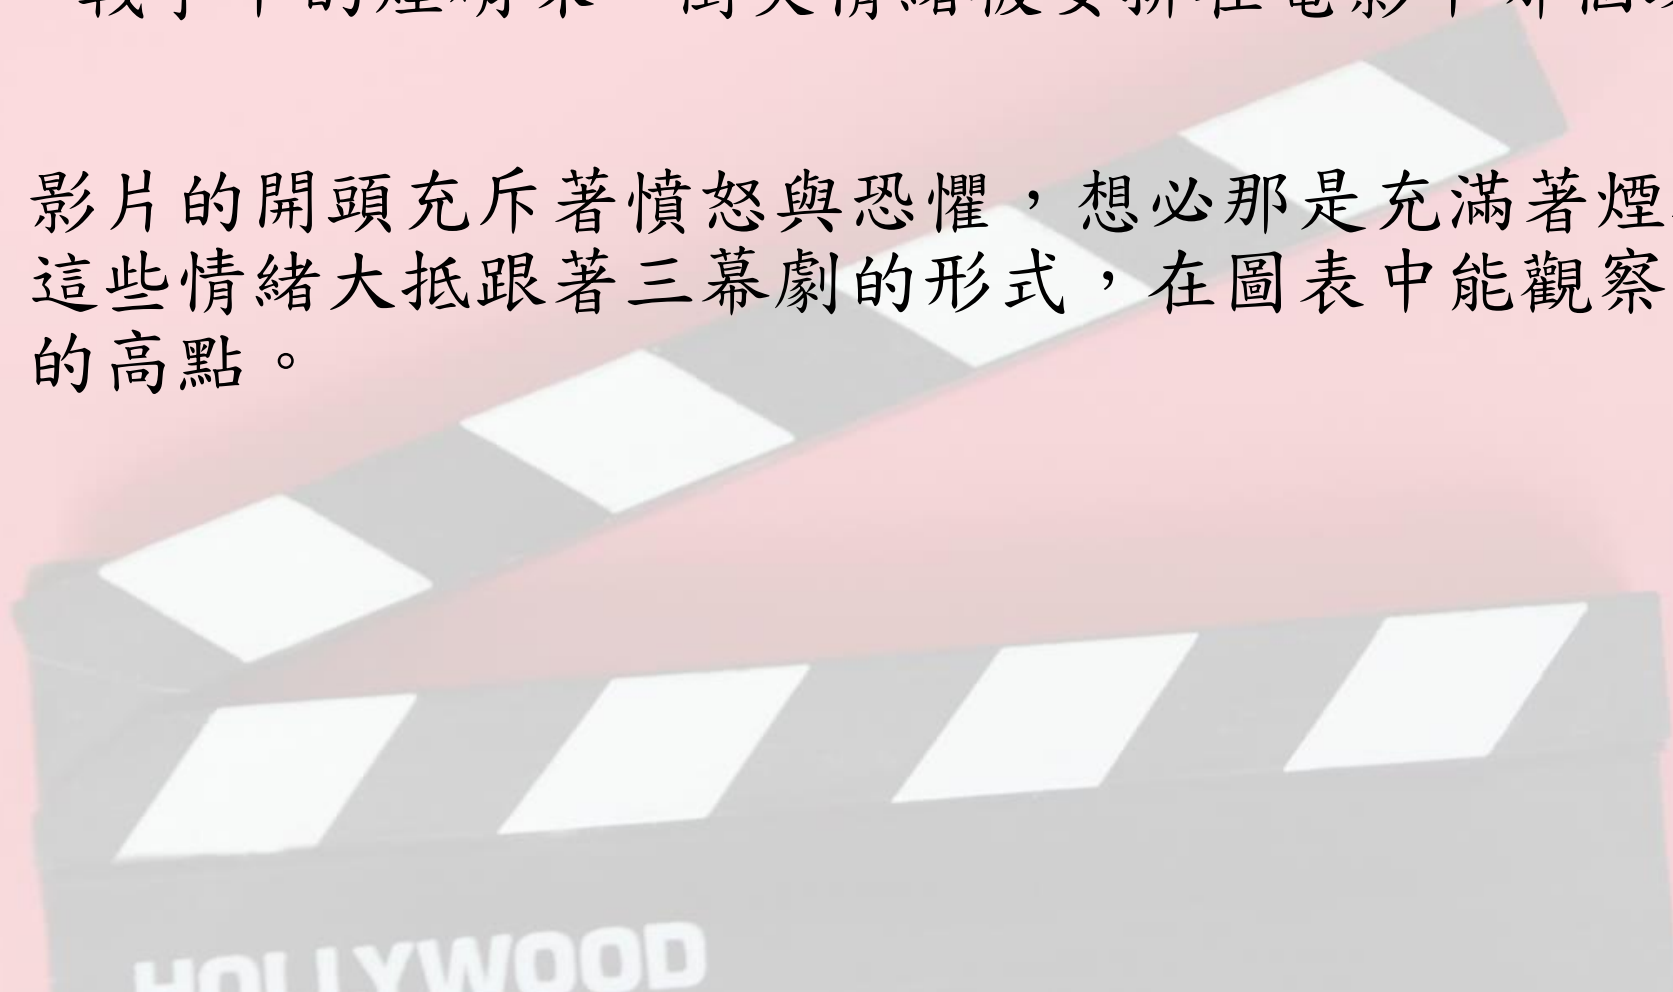 影片的開頭充斥著憤怒與恐懼，想必那是充滿著煙
這些情緒大抵跟著三幕劇的形式，在圖表中能觀察
的高點。
HOLLYWOOD